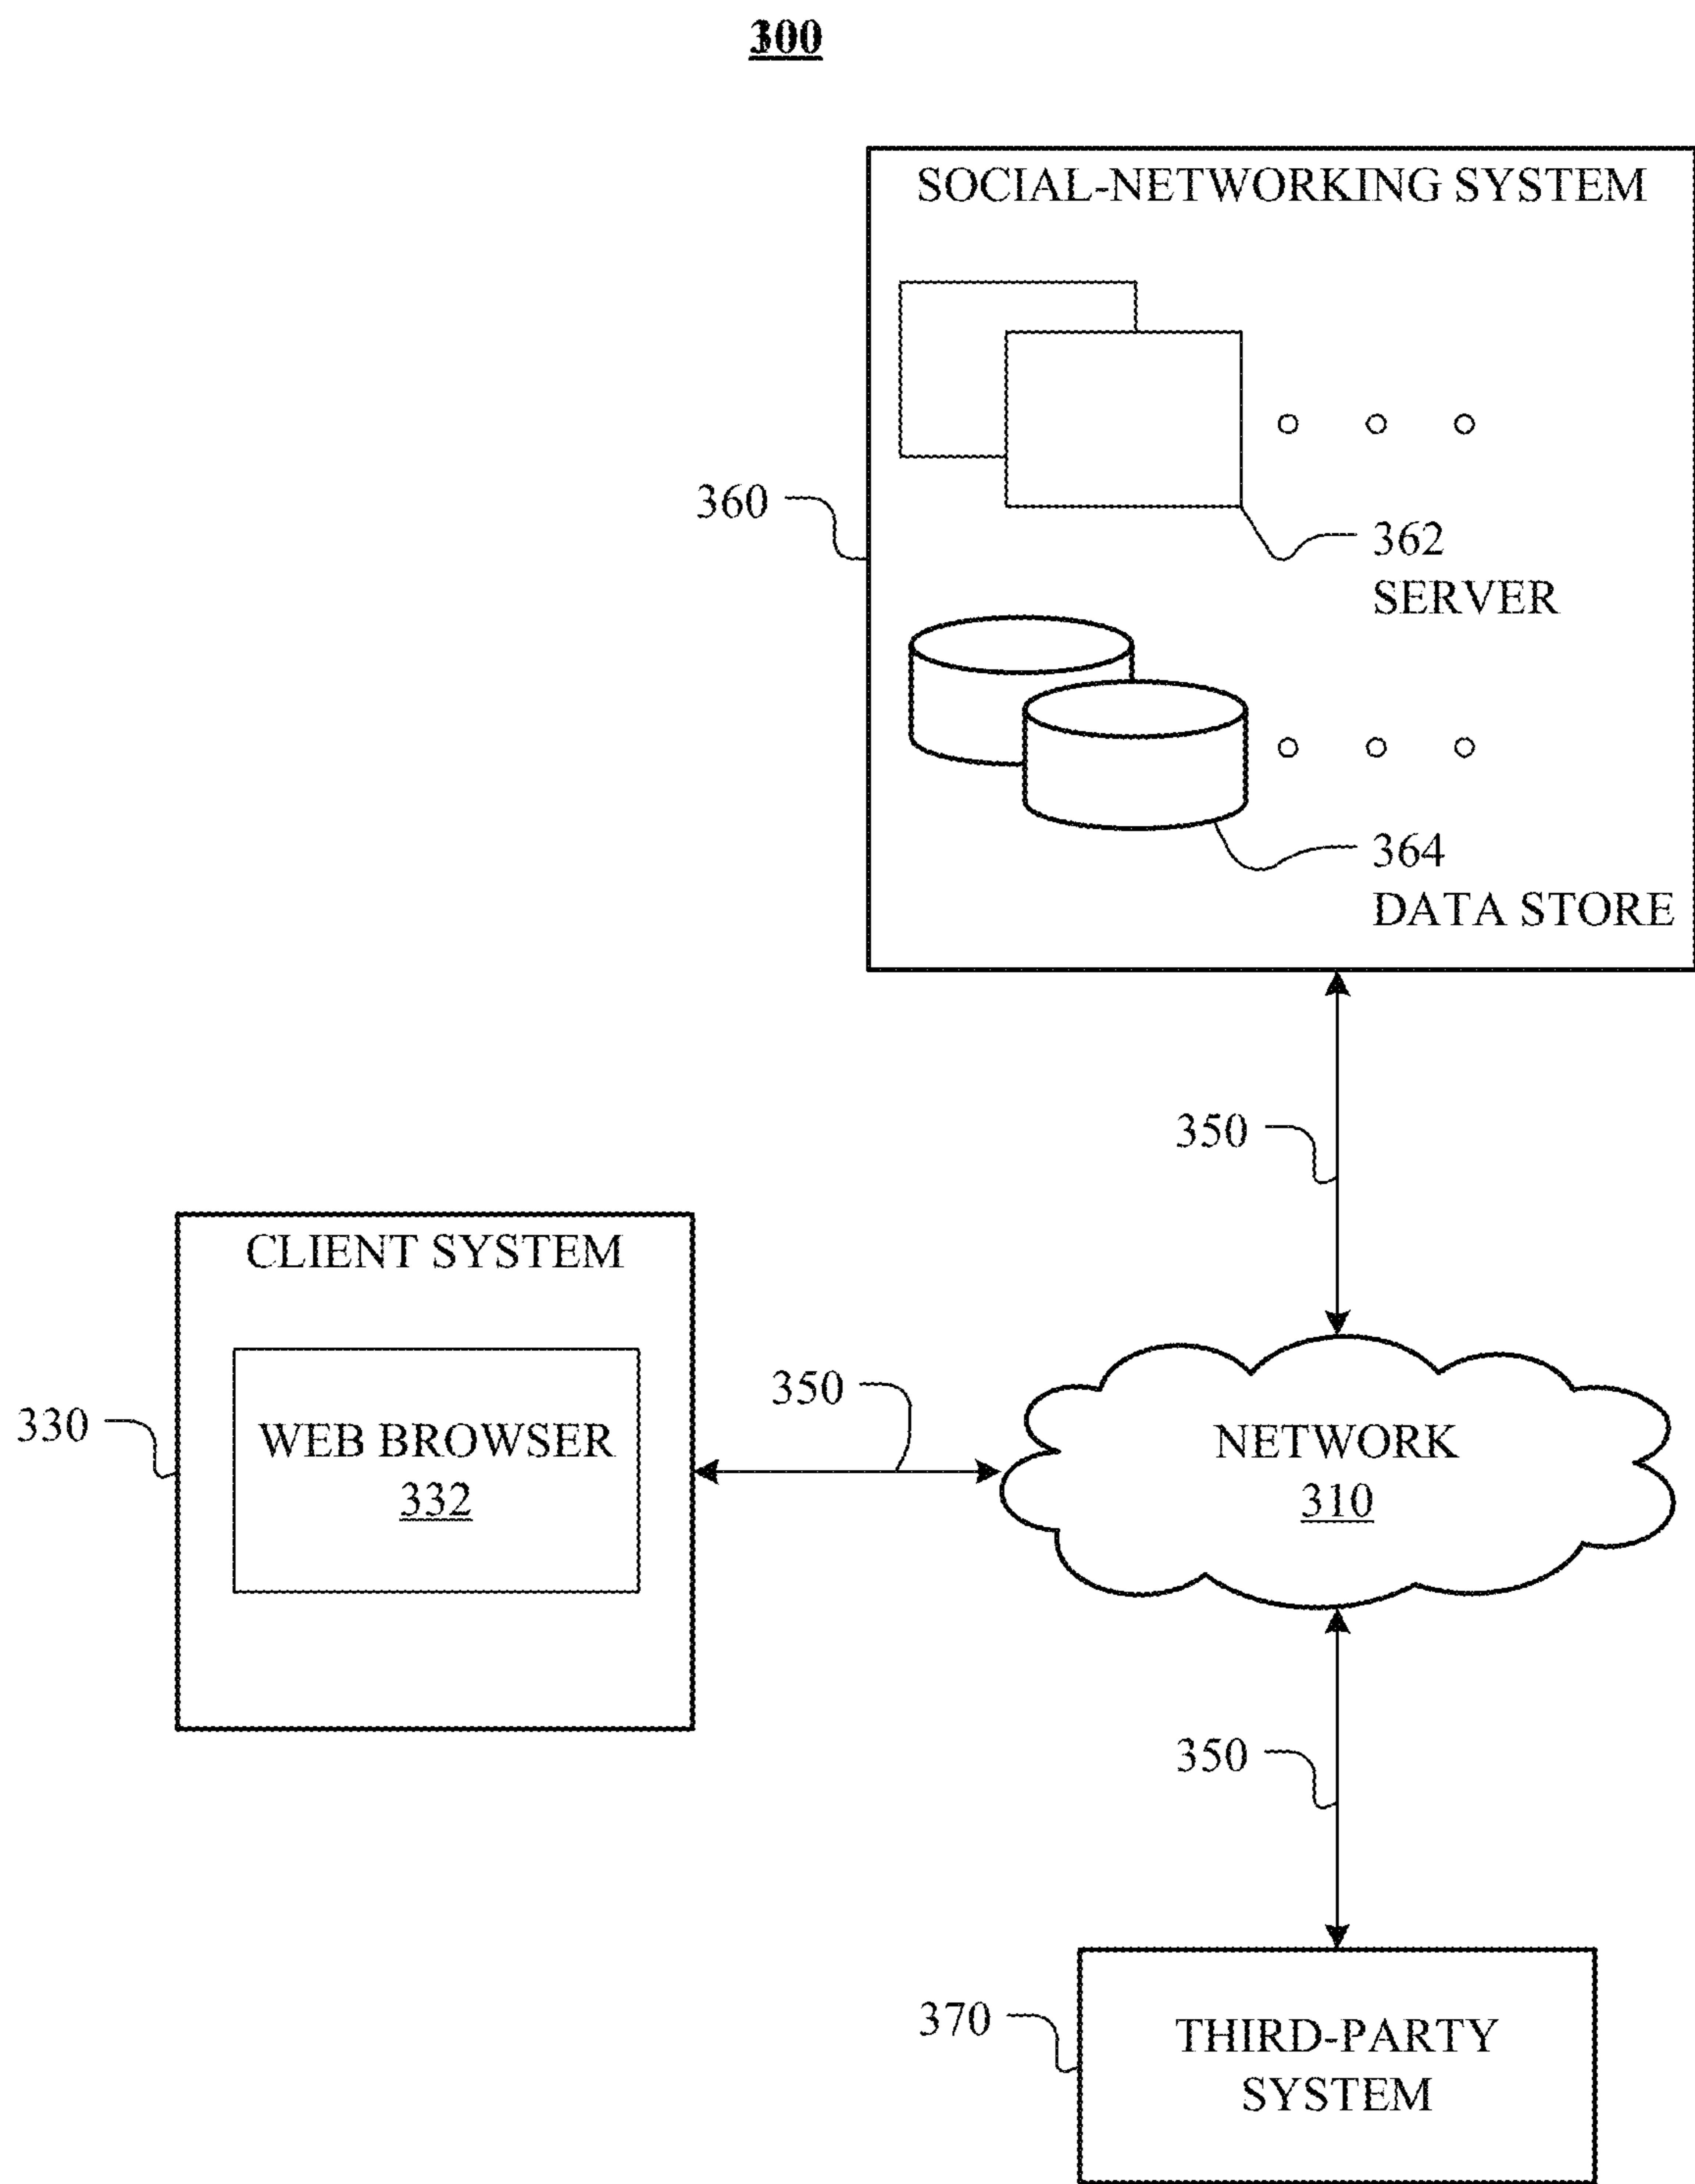 300
SOCIAL-NETWORKING SYSTEM
360
362
SERVER
364
DATA STORE
350
CLIENT SYSTEM
330
WEB BROWSER
332
350
NETWORK
310
350
370
THIRD-PARTY
SYSTEM